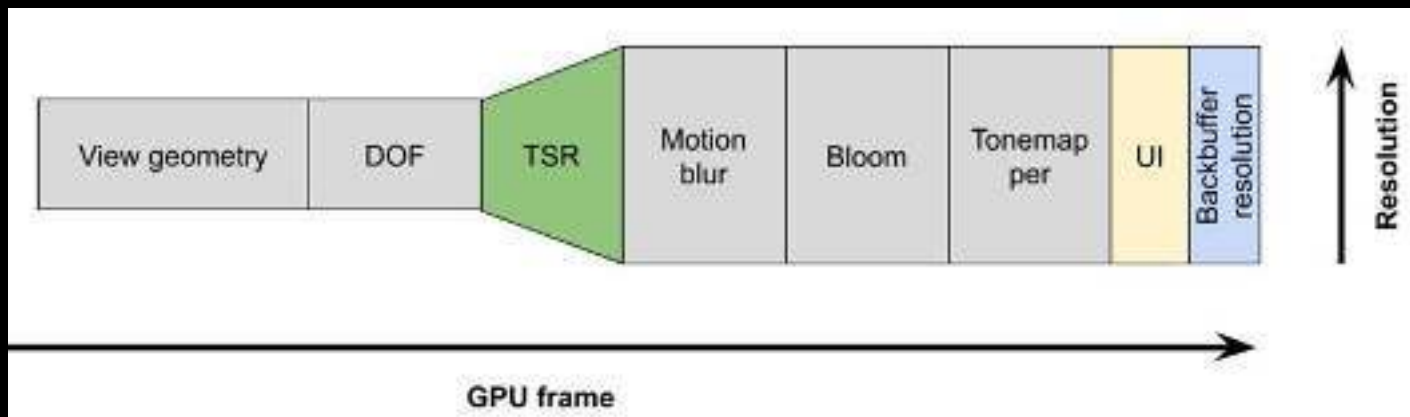 View geometry
DOF
TSR
Motion
blur
Bloom
Tonemap
per
UI
Backbuffer
resolution
Resolution
GPU frame